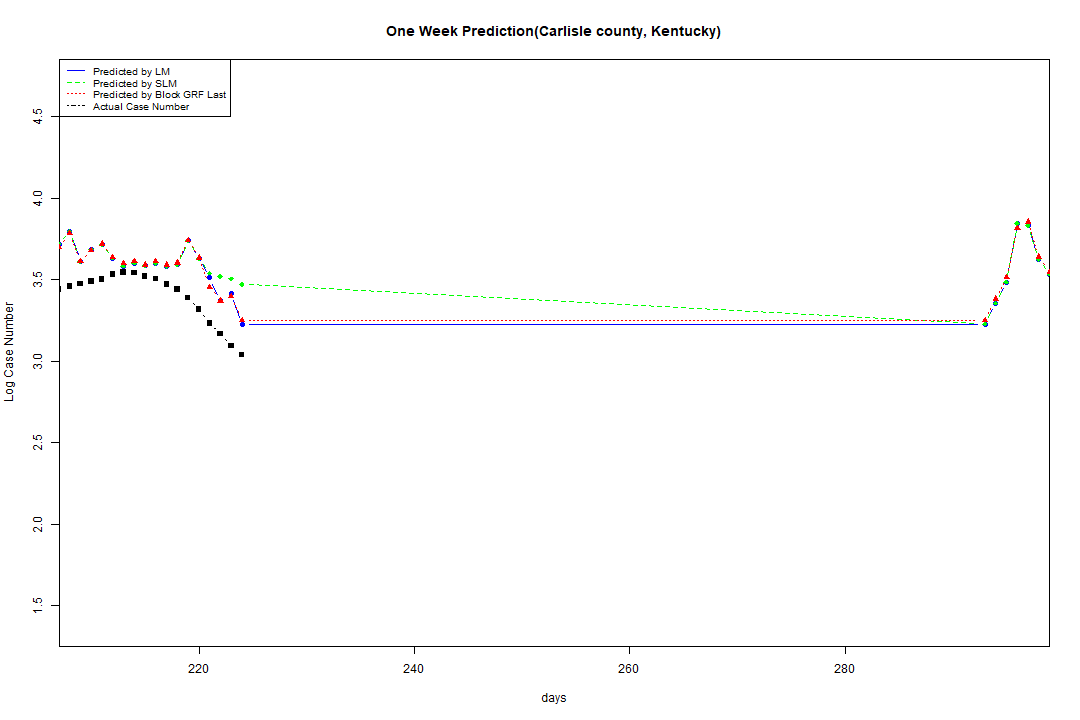 One Week Prediction(Carlisle county, Kentucky)
Predicted by LM
Predicted by SLM
Predicted by Block GRF Last
Actual Case Number
4.5
4.0
3.5
3.0
2.5
2.0
1.5
Log Case Number
220
240
260
280
days